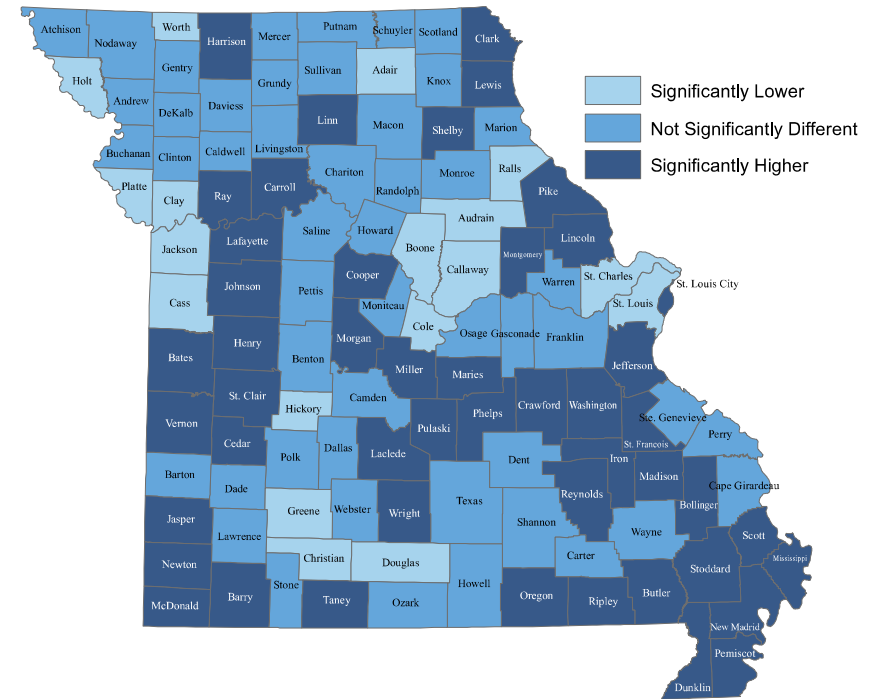 Atchison
Nodaway
Worth
Harrison
Mercer
Putnam
Schuyler
Scotland
Clark
Holt
Gentry
Sullivan
Adair
Knox
Lewis
Significantly Lower
Andrew
DeKalb
Daviess
Grundy
Linn
Macon
Shelby
Marion
Not Significantly Different
Buchanan
Clinton
Caldwell
Livingston
Chariton
Monroe
Ralls
Significantly Higher
Platte
Clay
Ray
Carroll
Randolph
Audrain
Pike
Jackson
Lafayette
Saline
Howard
Boone
Callaway
Montgomery
Lincoln
Cass
Johnson
Pettis
Cooper
Moniteau
Cole
Warren
St. Charles
St. Louis
St. Louis City
Bates
Henry
Benton
Morgan
Miller
Osage
Gasconade
Franklin
Jefferson
Maries
Vernon
St. Clair
Hickory
Camden
Pulaski
Phelps
Crawford
Washington
Ste. Genevieve
St. Francois
Perry
Cedar
Polk
Dallas
Laclede
Dent
Iron
Madison
Bollinger
Cape Girardeau
Barton
Dade
Greene
Webster
Wright
Texas
Shannon
Reynolds
Wayne
Jasper
Lawrence
Christian
Douglas
Howell
Carter
Stoddard
Scott
Mississippi
Newton
McDonald
Barry
Stone
Taney
Ozark
Oregon
Ripley
Butler
New Madrid
Pemiscot
Dunklin